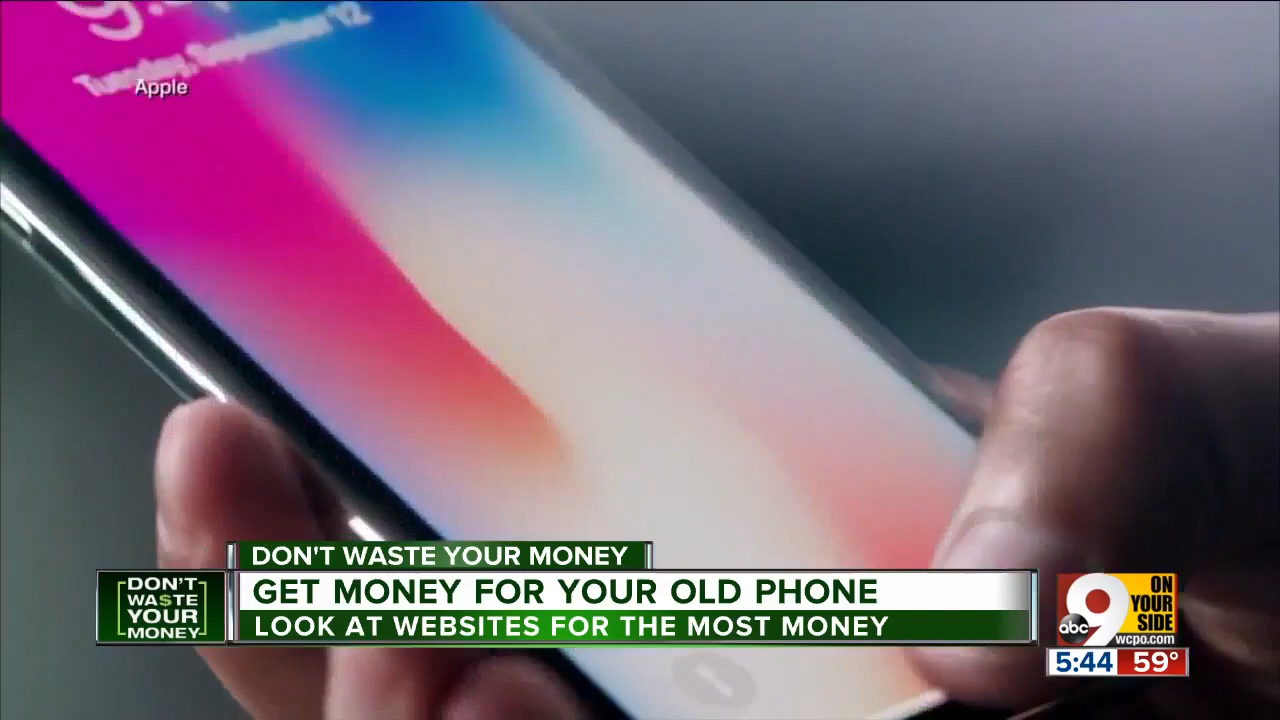 Tuesday, September 12
Apple
DON'T WASTE YOUR MONEY
DON'T
WA$TE
YOUR
MONEY
GET MONEY FOR YOUR OLD PHONE
LOOK AT WEBSITES FOR THE MOST MONEY
abc
9
ON
YOUR
SIDE
wcpo.com
5:44
59°